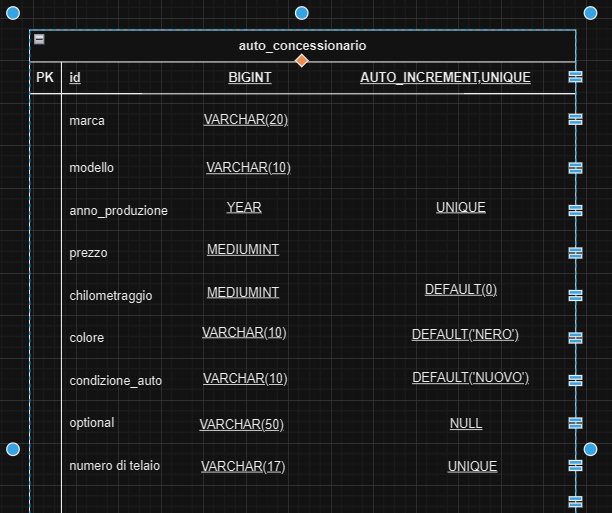 auto_concessionario
PK id BIGINT AUTO_INCREMENT,UNIQUE
marca VARCHAR(20)
modello VARCHAR(10)
anno_produzione YEAR UNIQUE
prezzo MEDIUMINT
chilometraggio MEDIUMINT DEFAULT(0)
colore VARCHAR(10) DEFAULT('NERO')
condizione_auto VARCHAR(10) DEFAULT('NUOVO')
optional VARCHAR(50) NULL
numero di telaio VARCHAR(17) UNIQUE